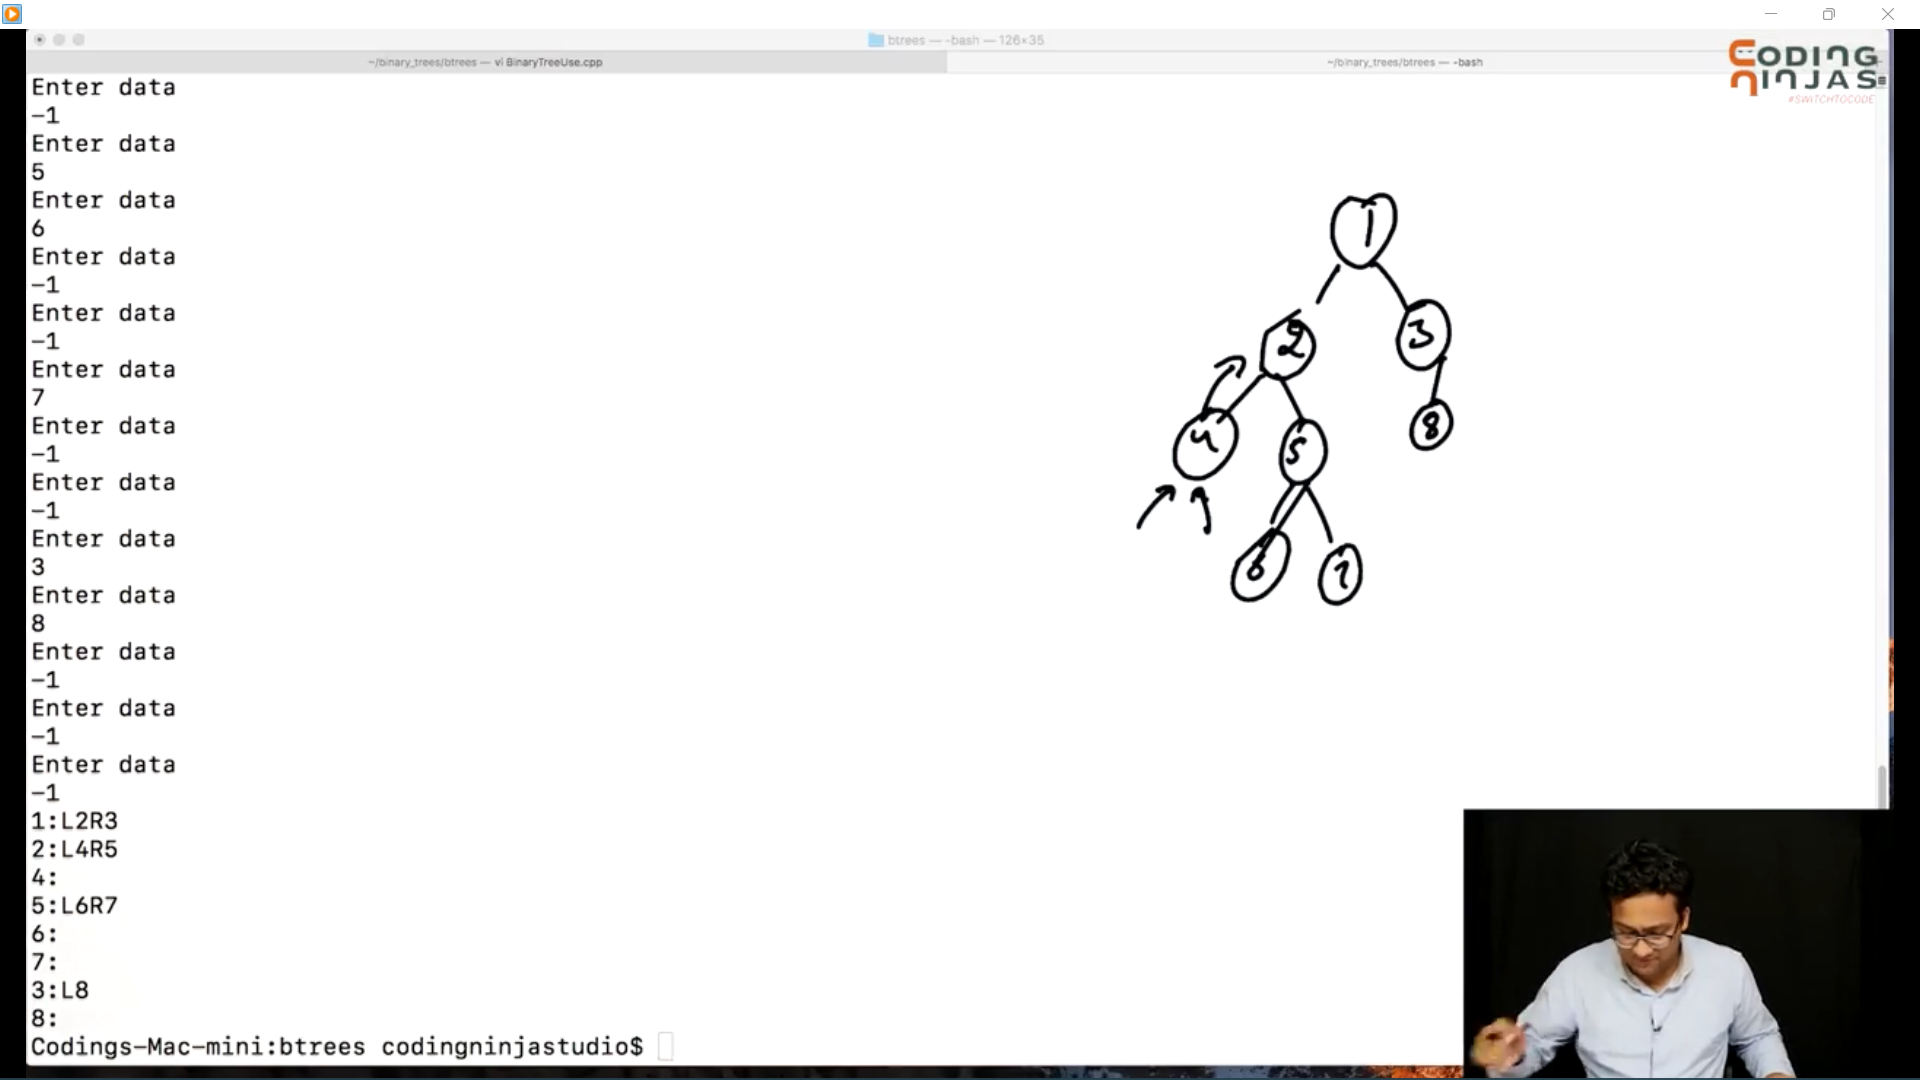 btrees — -bash — 126×35
~/binary_trees/btrees — vi BinaryTreeUse.cpp
~/binary_trees/btrees — -bash
CODING
NINJAS
#SWITCHTOCODE
Enter data
-1
Enter data
5
Enter data
6
Enter data
-1
Enter data
-1
Enter data
7
Enter data
-1
Enter data
-1
Enter data
3
Enter data
8
Enter data
-1
Enter data
-1
Enter data
-1
1:L2R3
2:L4R5
4:
5:L6R7
6:
7:
3:L8
8:
Codings-Mac-mini:btrees codingninjastudio$
1
2 3
4 5 8
6 7